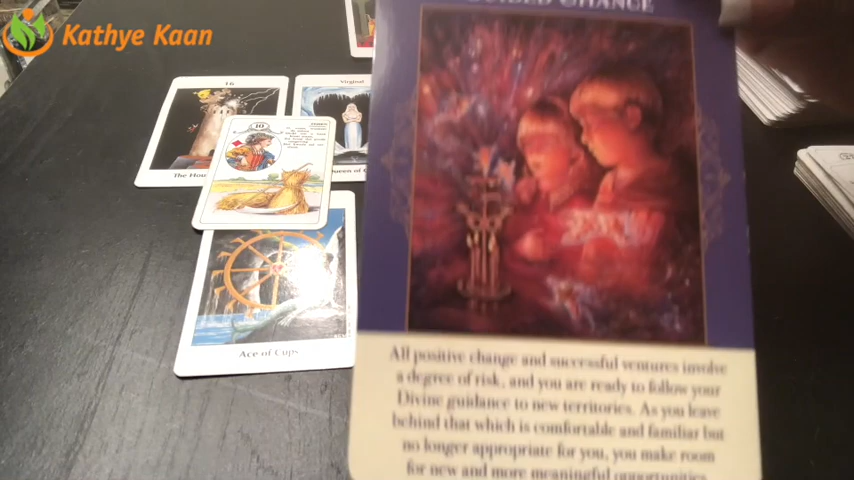 Kathye Kaan
GUIDED CHANCE
16
Virginal
The Hou
Queen of
10
Ace of Cups
All positive change and successful ventures involve
a degree of risk, and you are ready to follow your
Divine guidance to new territories. As you leave
behind that which is comfortable and familiar but
no longer appropriate for you, you make room
for new and more meaningful opportunities